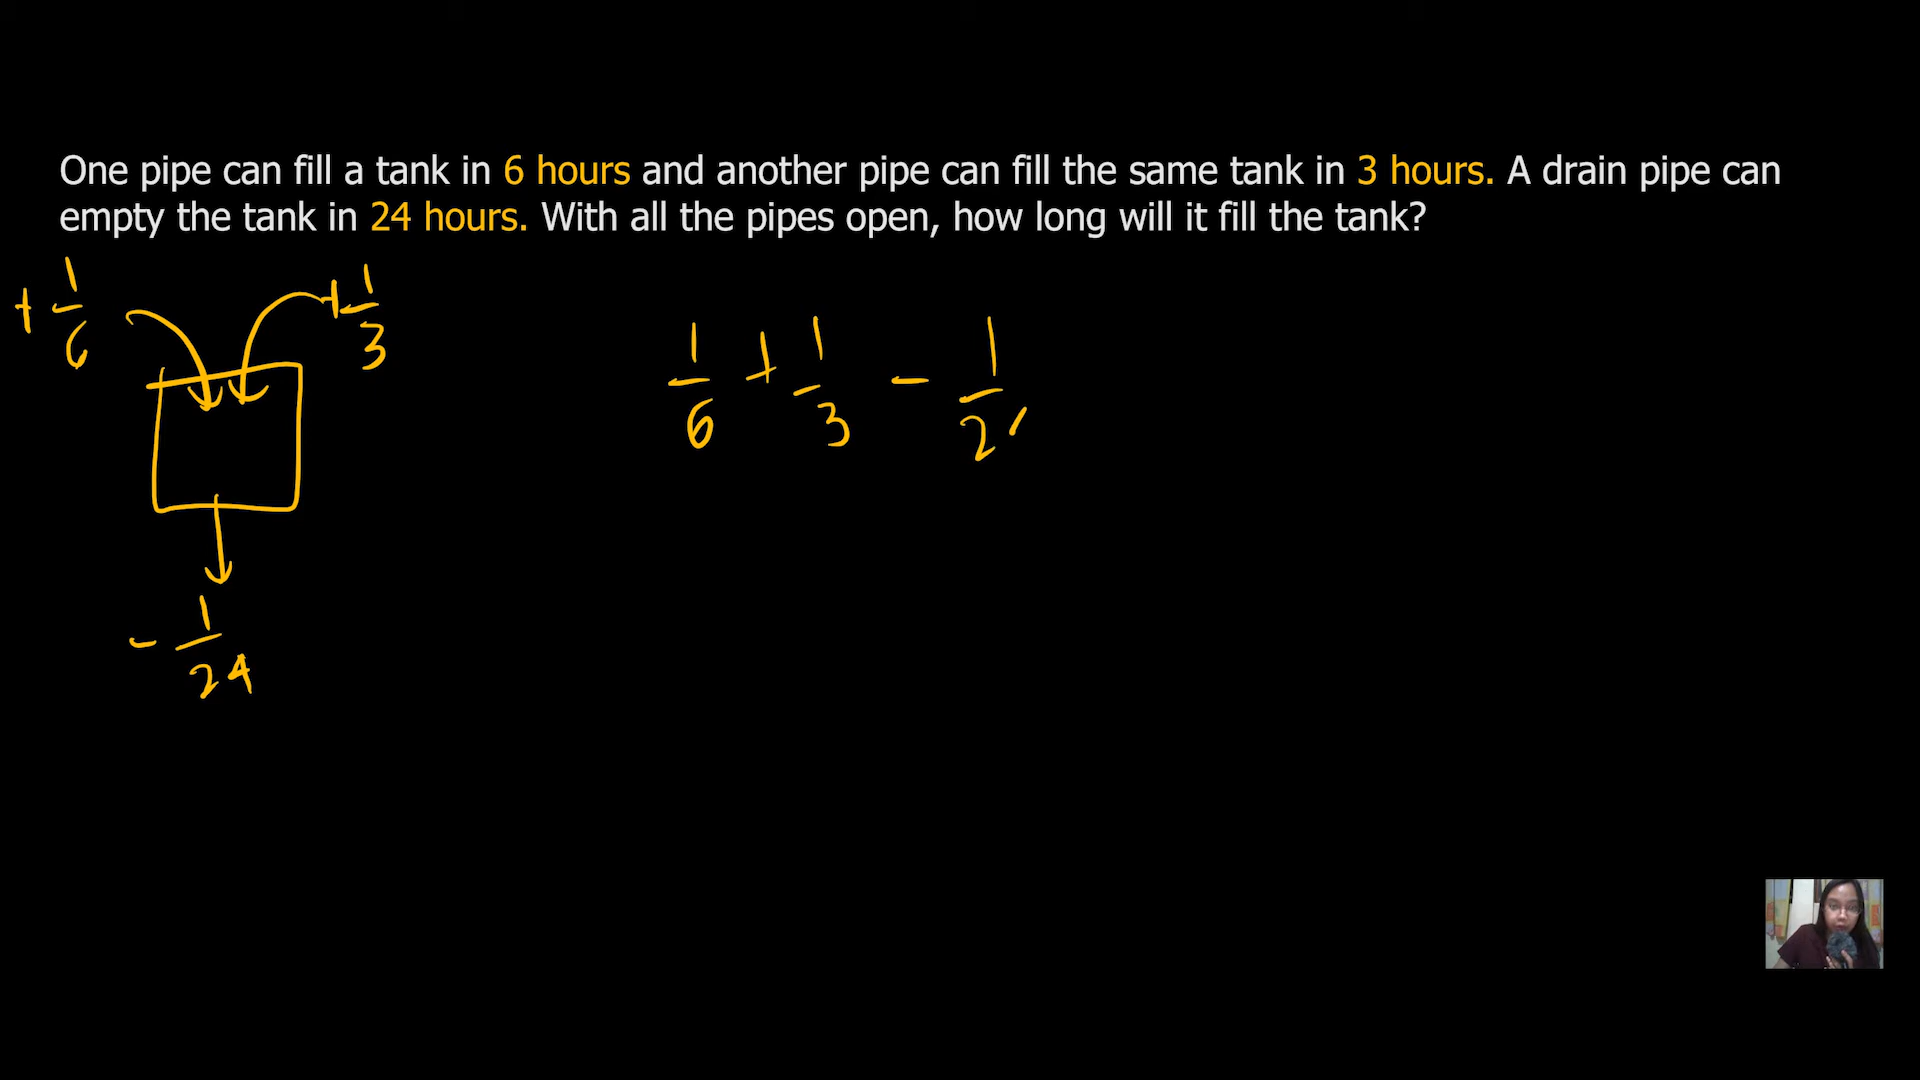 One pipe can fill a tank in 6 hours and another pipe can fill the same tank in 3 hours. A drain pipe can
empty the tank in 24 hours. With all the pipes open, how long will it fill the tank?
+ 1/6
+ 1/3
1/6 + 1/3 - 1/2
- 1/24